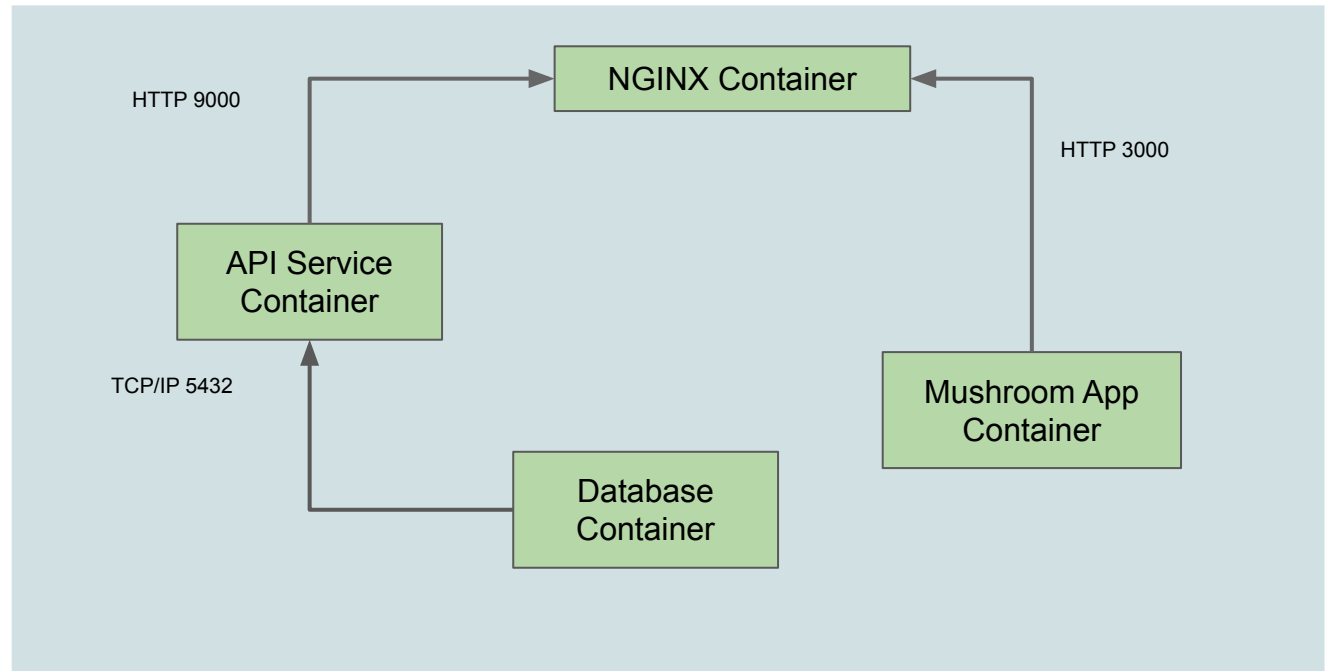 NGINX Container
HTTP 9000
HTTP 3000
API Service
Container
TCP/IP 5432
Mushroom App
Container
Database
Container